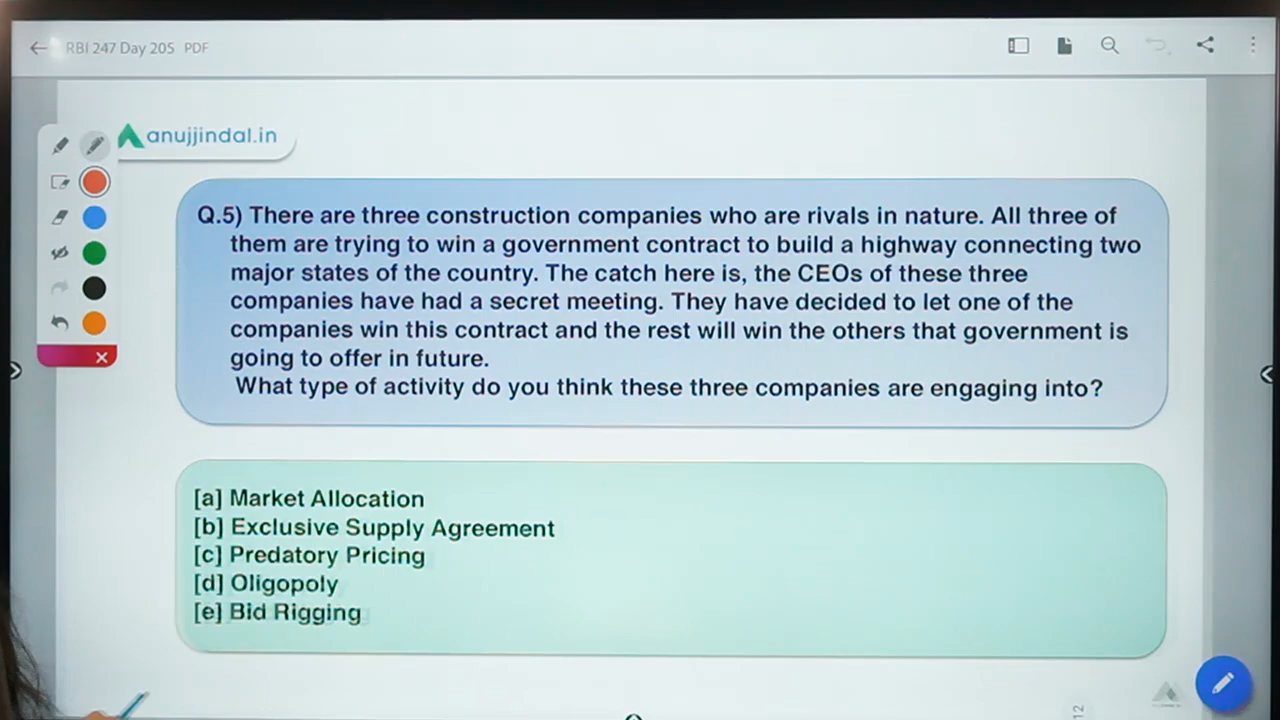 RBI 247 Day 205 PDF
anujjindal.in
Q.5) There are three construction companies who are rivals in nature. All three of
them are trying to win a government contract to build a highway connecting two
major states of the country. The catch here is, the CEOs of these three
companies have had a secret meeting. They have decided to let one of the
companies win this contract and the rest will win the others that government is
going to offer in future.
What type of activity do you think these three companies are engaging into?
[a] Market Allocation
[b] Exclusive Supply Agreement
[c] Predatory Pricing
[d] Oligopoly
[e] Bid Rigging
12